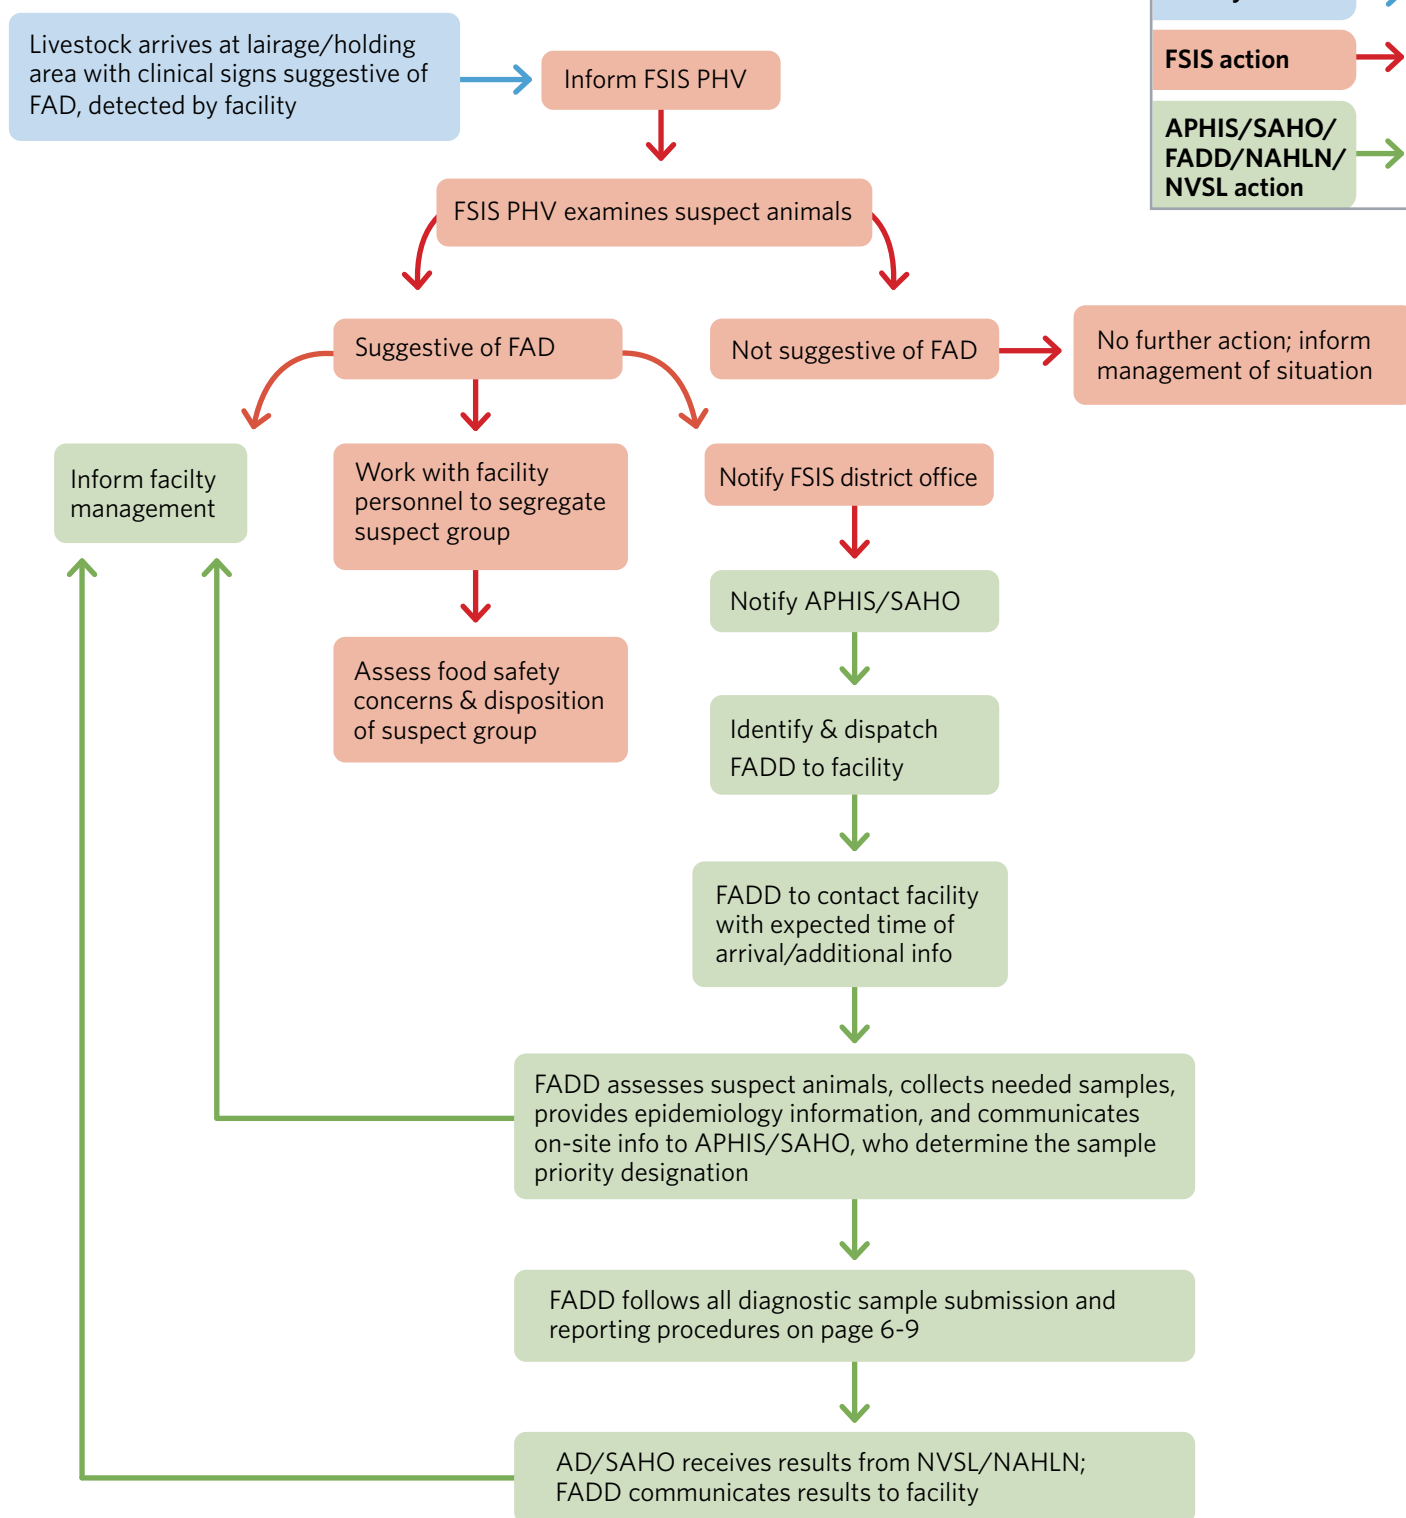 Livestock arrives at lairage/holding
area with clinical signs suggestive of
FAD, detected by facility
Inform FSIS PHV
FSIS action
APHIS/SAHO/
FADD/NAHLN/
NVSL action
FSIS PHV examines suspect animals
Suggestive of FAD
Not suggestive of FAD
No further action; inform
management of situation
Inform facilty
management
Work with facility
personnel to segregate
suspect group
Notify FSIS district office
Assess food safety
concerns & disposition
of suspect group
Notify APHIS/SAHO
Identify & dispatch
FADD to facility
FADD to contact facility
with expected time of
arrival/additional info
FADD assesses suspect animals, collects needed samples,
provides epidemiology information, and communicates
on-site info to APHIS/SAHO, who determine the sample
priority designation
FADD follows all diagnostic sample submission and
reporting procedures on page 6-9
AD/SAHO receives results from NVSL/NAHLN;
FADD communicates results to facility